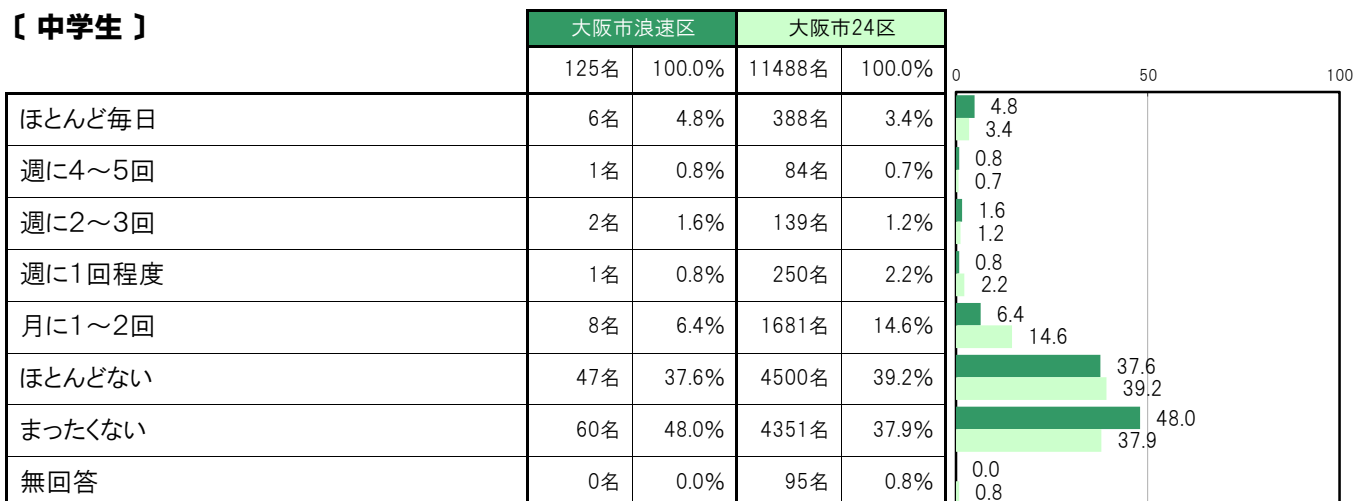 〔 中学生 〕
大阪市浪速区 大阪市24区
125名 100.0% 11488名 100.0%
0 50 100
ほとんど毎日 6名 4.8% 388名 3.4%
4.8
3.4
週に4～5回 1名 0.8% 84名 0.7%
0.8
0.7
週に2～3回 2名 1.6% 139名 1.2%
1.6
1.2
週に1回程度 1名 0.8% 250名 2.2%
0.8
2.2
月に1～2回 8名 6.4% 1681名 14.6%
6.4
14.6
ほとんどない 47名 37.6% 4500名 39.2%
37.6
39.2
まったくない 60名 48.0% 4351名 37.9%
48.0
37.9
無回答 0名 0.0% 95名 0.8%
0.0
0.8